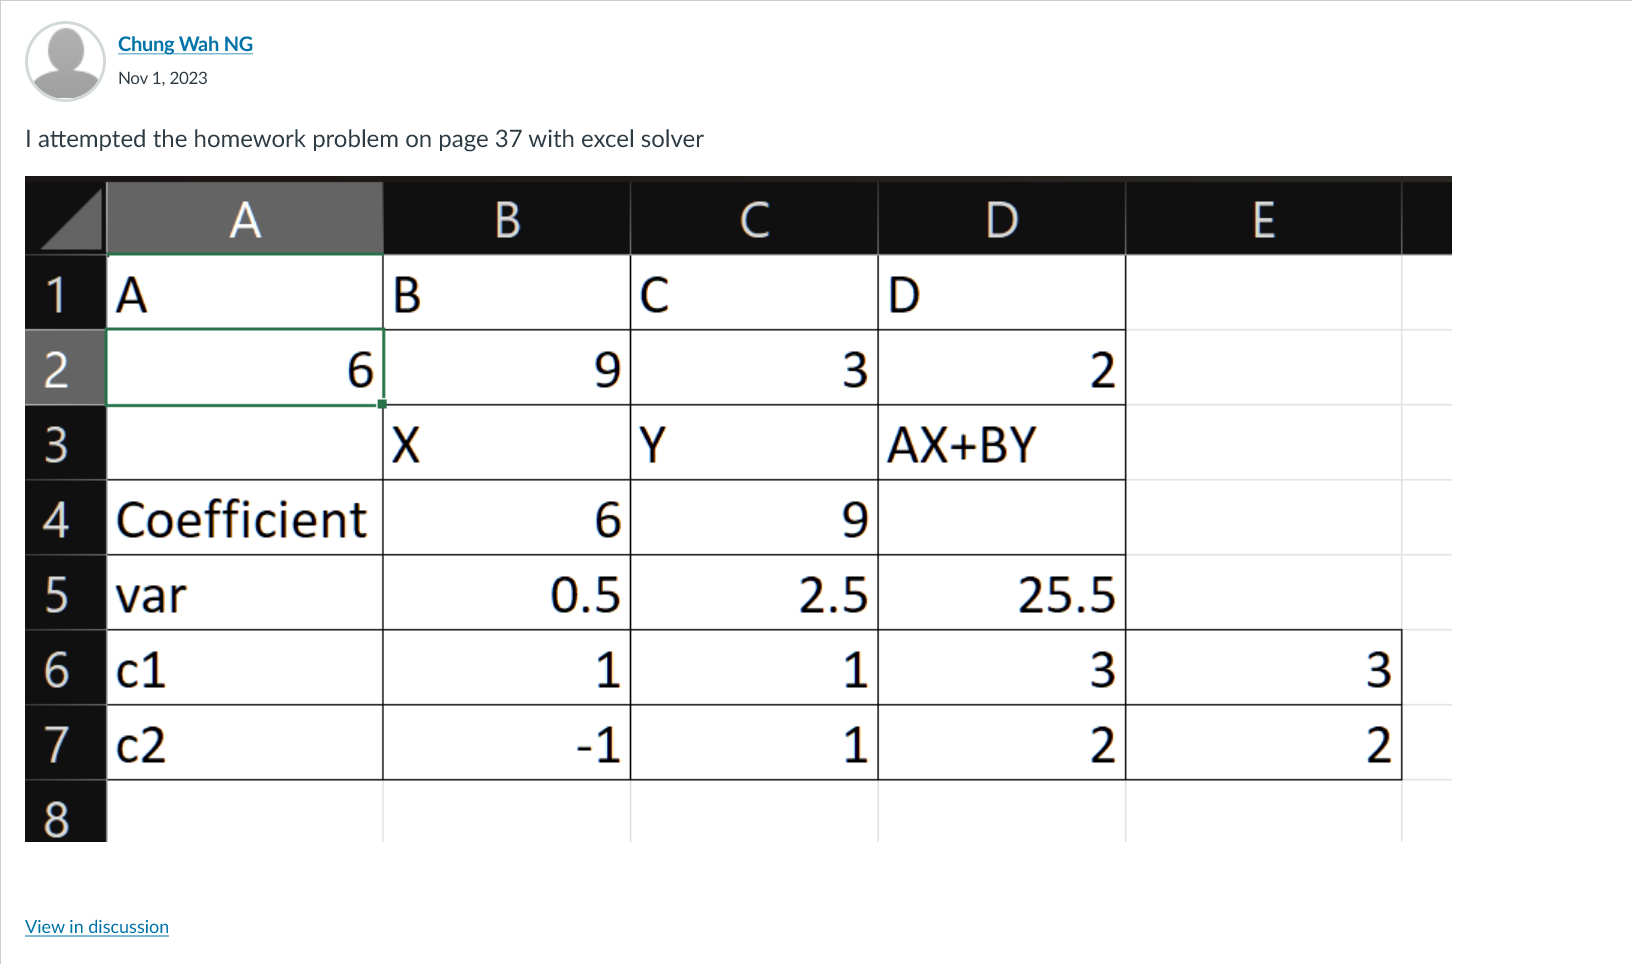 Chung Wah NG
Nov 1, 2023
I attempted the homework problem on page 37 with excel solver
A B C D E
1 A B C D
2 6 9 3 2
3 X Y AX+BY
4 Coefficient 6 9
5 var 0.5 2.5 25.5
6 c1 1 1 3 3
7 c2 -1 1 2 2
8
View in discussion